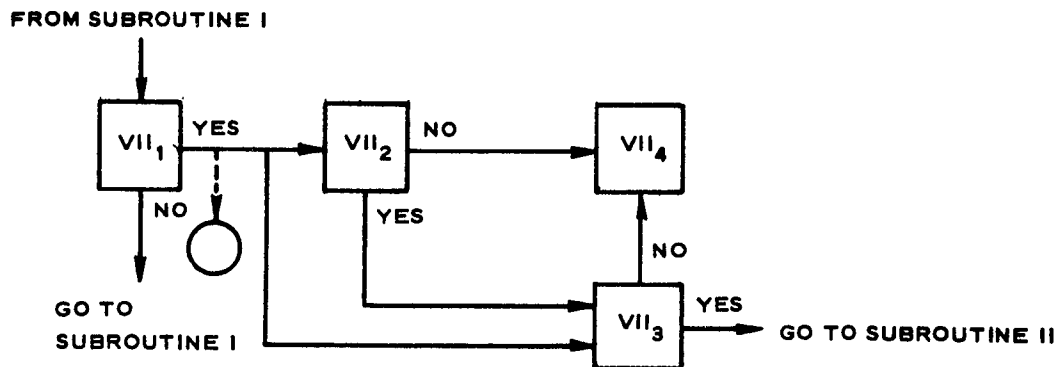 FROM SUBROUTINE I
VII₁
YES
VII₂
NO
VII₄
NO
YES
NO
GO TO
SUBROUTINE I
VII₃
YES
GO TO SUBROUTINE II